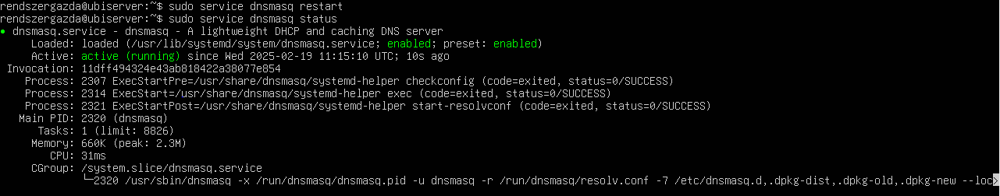 rendszergazda@ubiserver:~$ sudo service dnsmasq restart
rendszergazda@ubiserver:~$ sudo service dnsmasq status
● dnsmasq.service - dnsmasq - A lightweight DHCP and caching DNS server
Loaded: loaded (/usr/lib/systemd/system/dnsmasq.service; enabled; preset: enabled)
Active: active (running) since Wed 2025-02-19 11:15:10 UTC; 10s ago
Invocation: 11dff494324e43ab818422a38077e854
Process: 2307 ExecStartPre=/usr/share/dnsmasq/systemd-helper checkconfig (code=exited, status=0/SUCCESS)
Process: 2314 ExecStart=/usr/share/dnsmasq/systemd-helper exec (code=exited, status=0/SUCCESS)
Process: 2321 ExecStartPost=/usr/share/dnsmasq/systemd-helper start-resolvconf (code=exited, status=0/SUCCESS)
Main PID: 2320 (dnsmasq)
Tasks: 1 (limit: 8826)
Memory: 660K (peak: 2.3M)
CPU: 31ms
CGroup: /system.slice/dnsmasq.service
└─2320 /usr/sbin/dnsmasq -x /run/dnsmasq/dnsmasq.pid -u dnsmasq -r /run/dnsmasq/resolv.conf -7 /etc/dnsmasq.d,.dpkg-dist,.dpkg-old,.dpkg-new --loc>